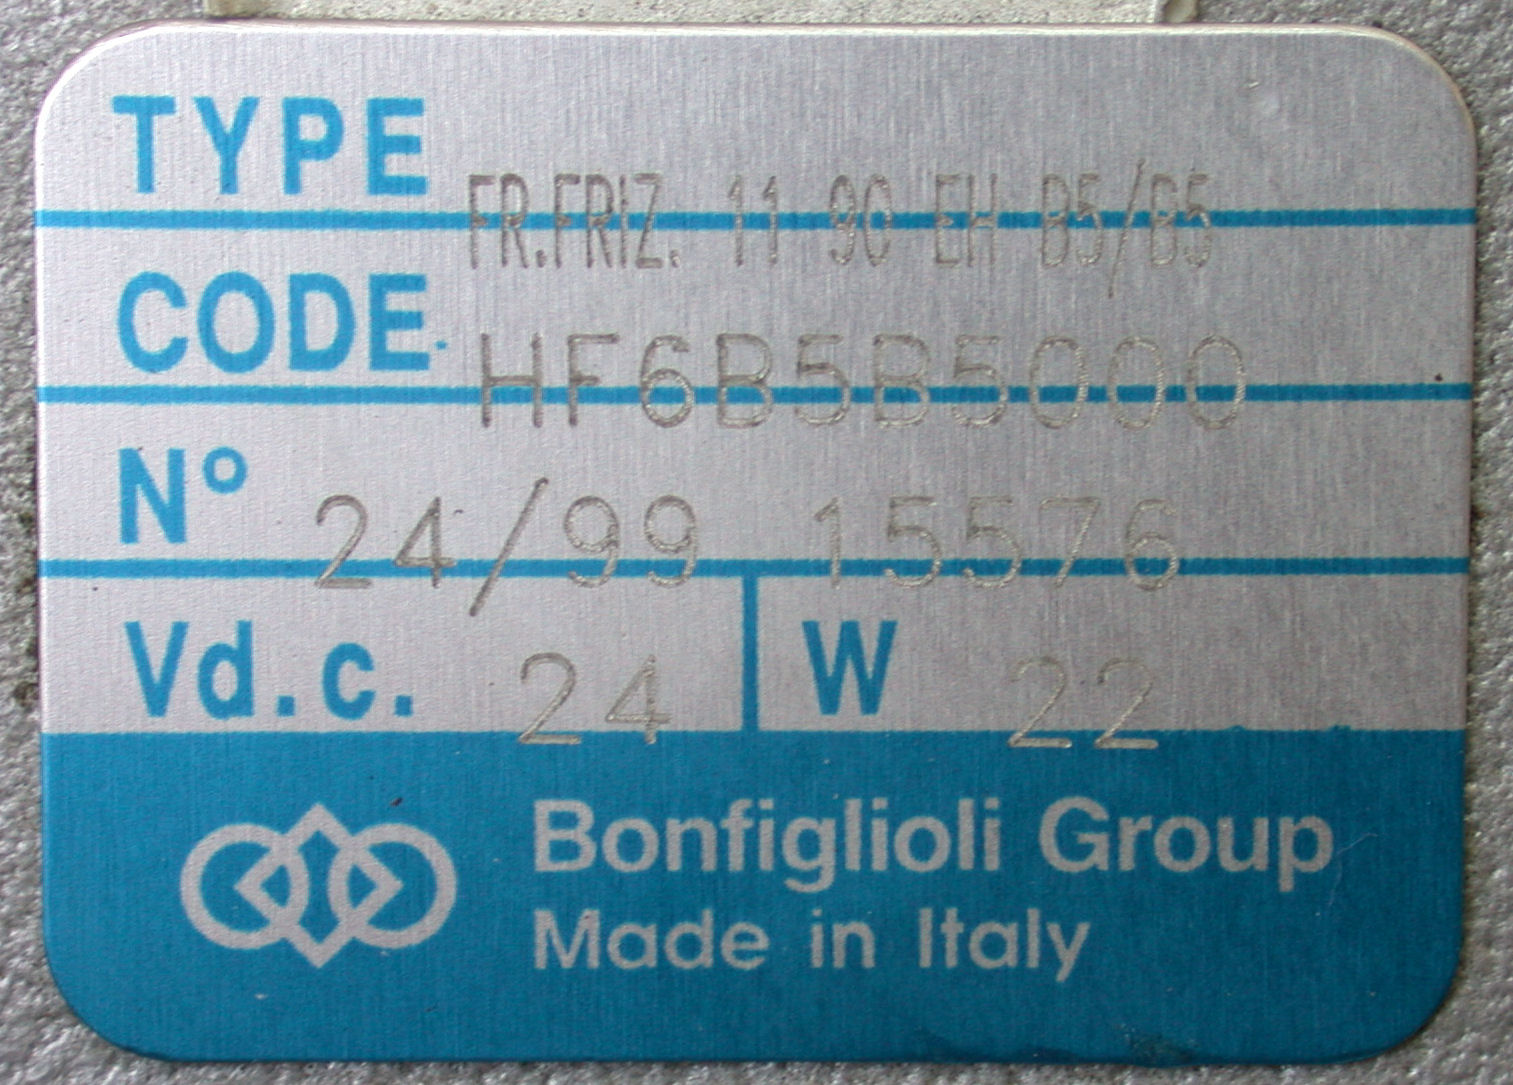 TYPE FR.FRIZ. 11 90 EH B5/B5
CODE HF6B5B5000
N° 24/99 15576
Vd.c. 24 W 22
Bonfiglioli Group
Made in Italy